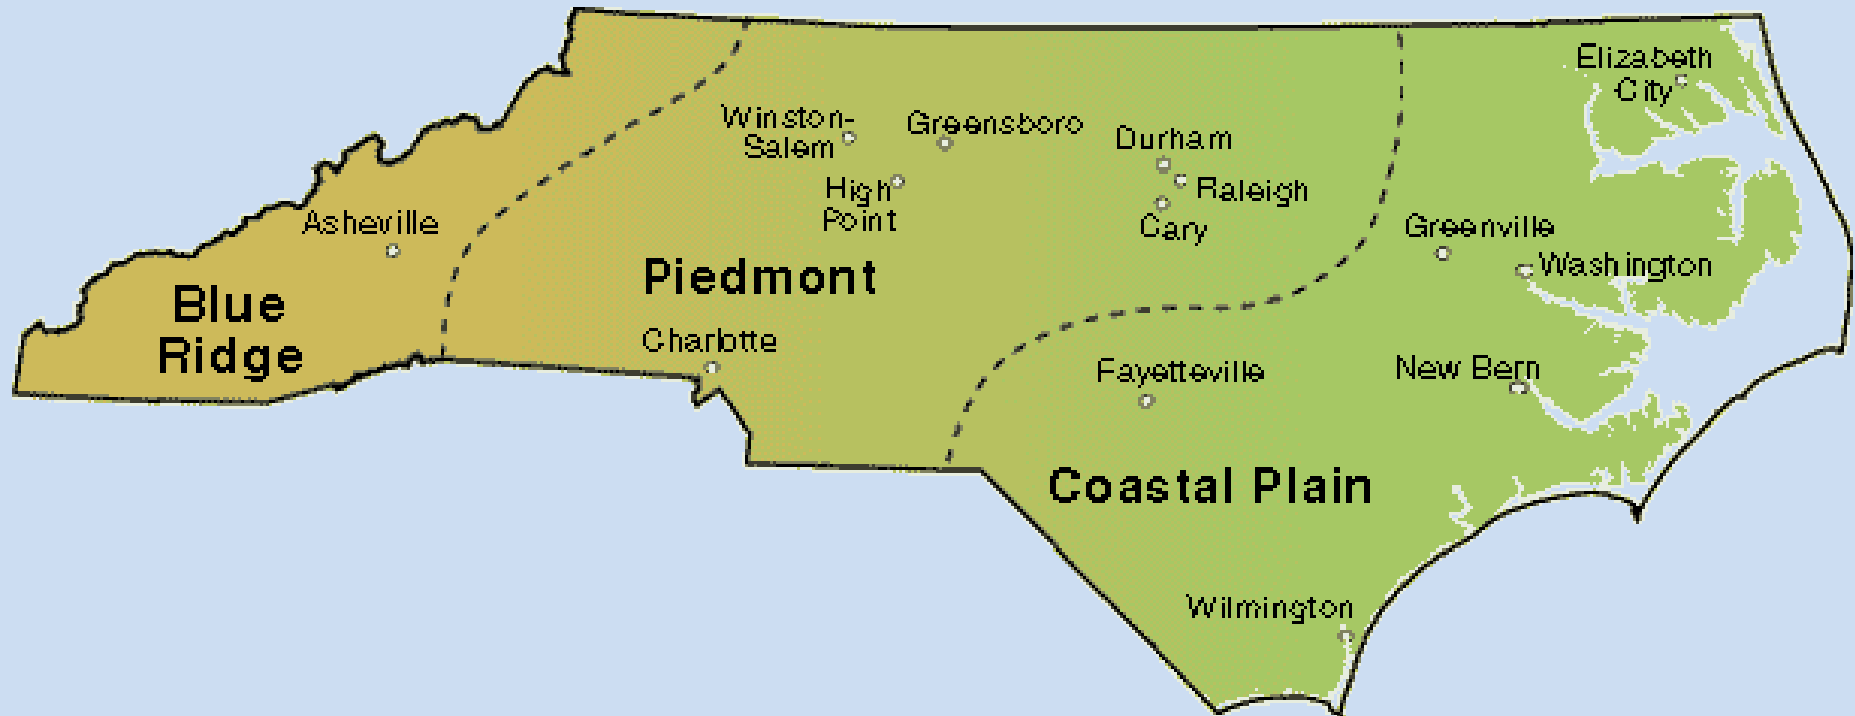 Elizabeth
City
Winston-
Salem
Greensboro
Durham
High
Point
Raleigh
Cary
Asheville
Greenville
Washington
Piedmont
Blue
Ridge
Charlotte
Fayetteville
New Bern
Coastal Plain
Wilmington